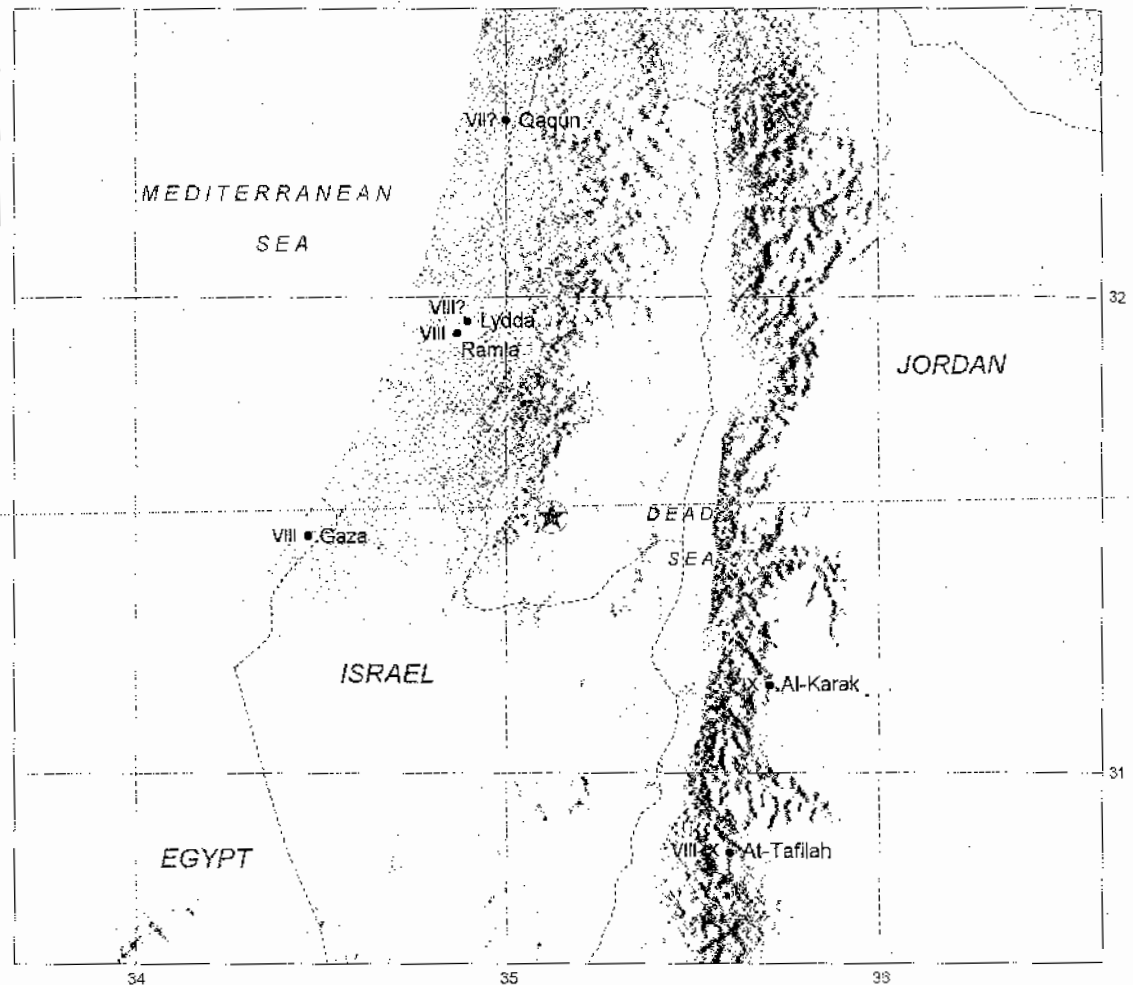 VII? Qaqun
MEDITERRANEAN
SEA
32
VIII?
Lydda
VIII
Ramla
JORDAN
DEAD
SEA
VIII Gaza
ISRAEL
IX Al-Karak
31
VIII-IX At-Tafilah
EGYPT
34 35 36